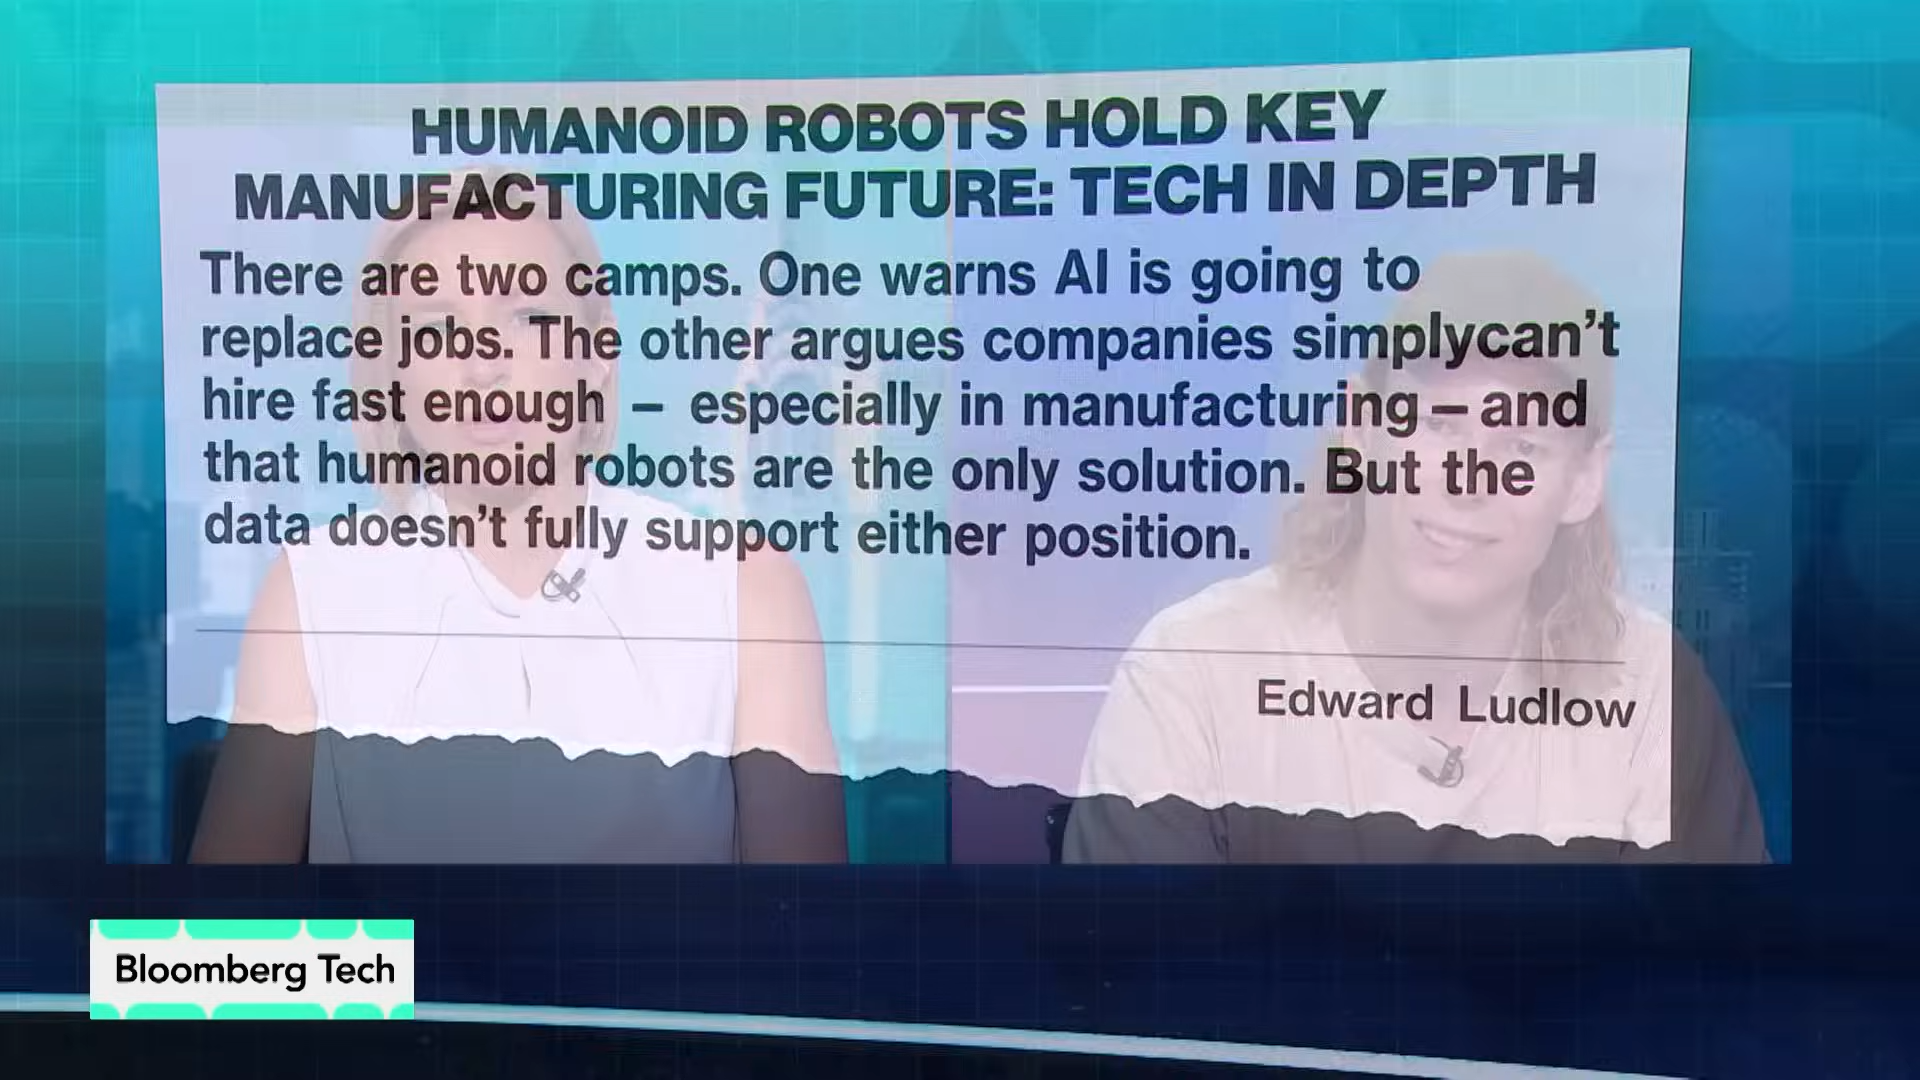 HUMANOID ROBOTS HOLD KEY
MANUFACTURING FUTURE: TECH IN DEPTH
There are two camps. One warns AI is going to
replace jobs. The other argues companies simplycan't
hire fast enough – especially in manufacturing – and
that humanoid robots are the only solution. But the
data doesn't fully support either position.
Edward Ludlow
Bloomberg Tech